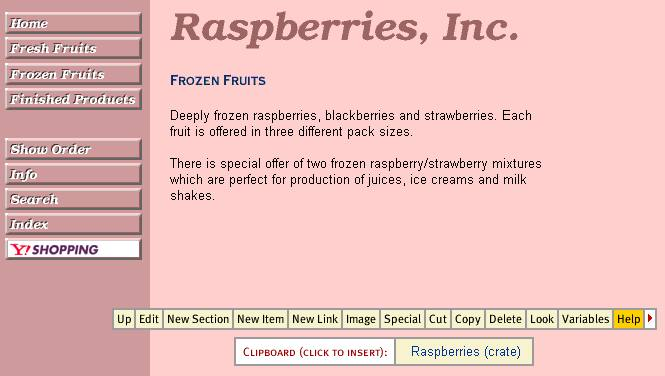 Raspberries, Inc.
Home
Fresh Fruits
Frozen Fruits
Finished Products
Show Order
Info
Search
Index
Y! SHOPPING
FROZEN FRUITS
Deeply frozen raspberries, blackberries and strawberries. Each
fruit is offered in three different pack sizes.
There is special offer of two frozen raspberry/strawberry mixtures
which are perfect for production of juices, ice creams and milk
shakes.
Up Edit New Section New Item New Link Image Special Cut Copy Delete Look Variables Help
CLIPBOARD (CLICK TO INSERT): Raspberries (crate)